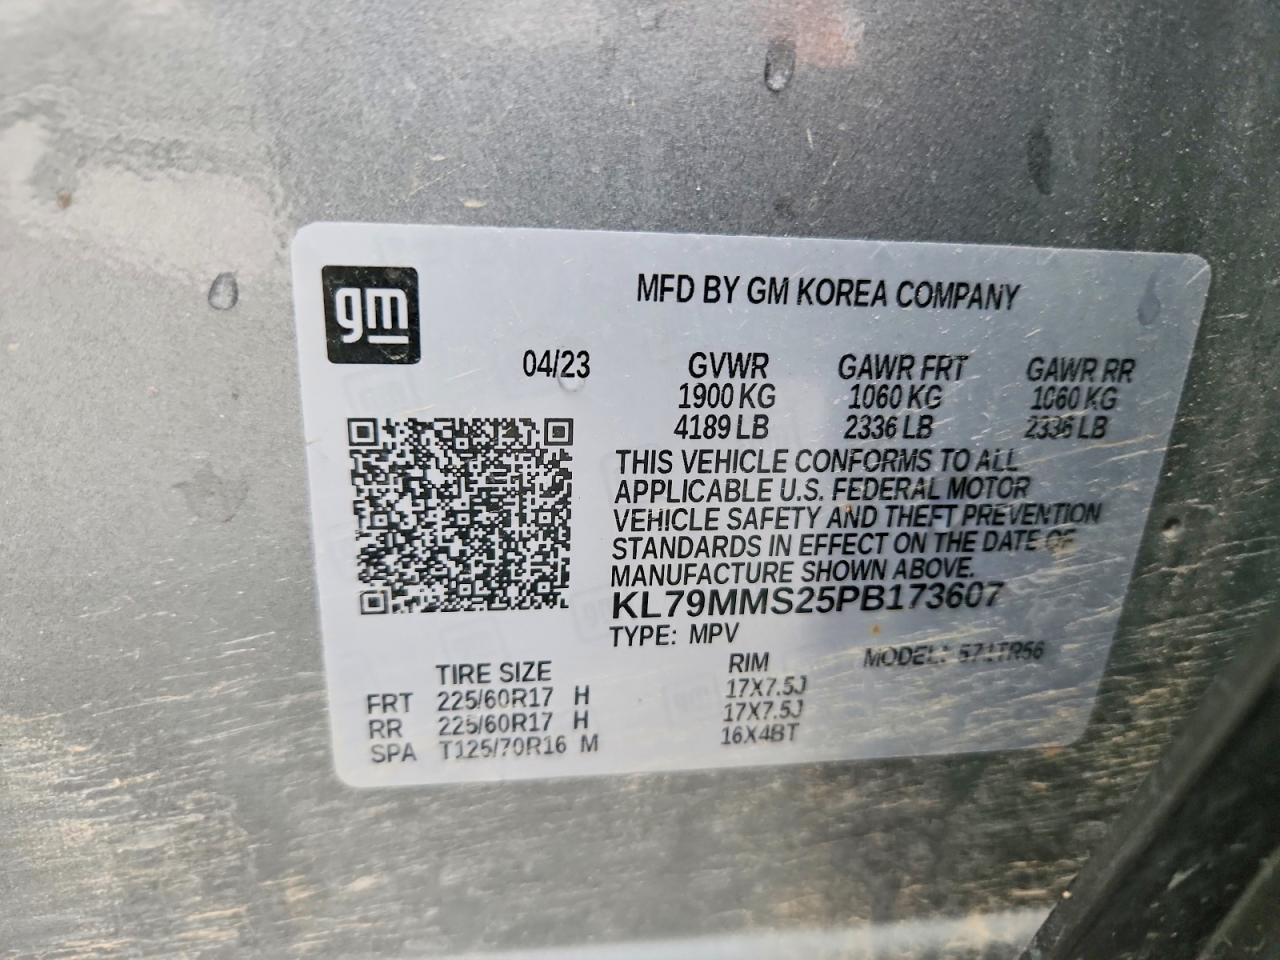 gm
MFD BY GM KOREA COMPANY
04/23 GVWR GAWR FRT GAWR RR
1900 KG 1060 KG 1060 KG
4189 LB 2336 LB 2336 LB
THIS VEHICLE CONFORMS TO ALL
APPLICABLE U.S. FEDERAL MOTOR
VEHICLE SAFETY AND THEFT PREVENTION
STANDARDS IN EFFECT ON THE DATE OF
MANUFACTURE SHOWN ABOVE.
KL79MMS25PB173607
TYPE: MPV MODEL:
TIRE SIZE RIM
FRT 225/60R17 H 17X7.5J
RR 225/60R17 H 17X7.5J
SPA T125/70R16 M 16X4BT